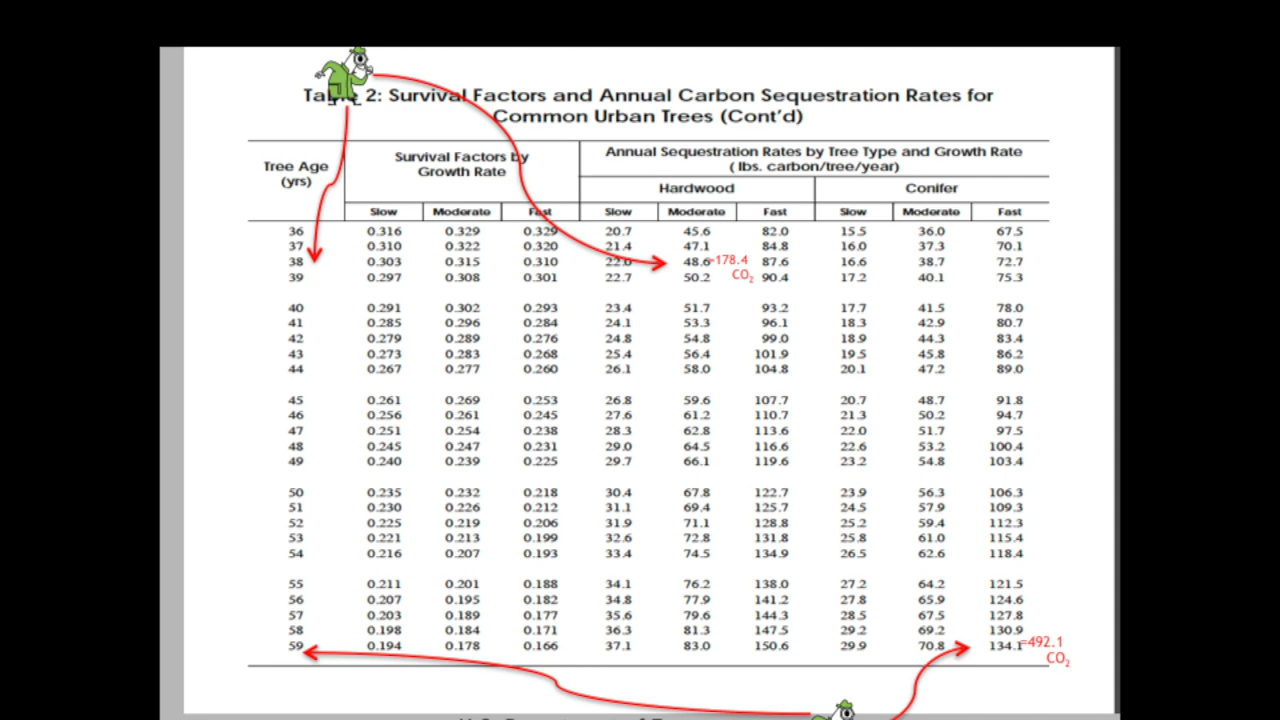 Table 2: Survival Factors and Annual Carbon Sequestration Rates for
Common Urban Trees (Cont'd)
Tree Age
(yrs)
Survival Factors by
Growth Rate
Annual Sequestration Rates by Tree Type and Growth Rate
( lbs. carbon/tree/year)
Hardwood Conifer
Slow Moderate Fast Slow Moderate Fast Slow Moderate Fast
36 0.316 0.329 0.329 20.7 45.6 82.0 15.5 36.0 67.5
37 0.310 0.322 0.320 21.4 47.1 84.8 16.0 37.3 70.1
38 0.303 0.315 0.310 22.0 48.6 =178.4 87.6 16.6 38.7 72.7
CO₂
39 0.297 0.308 0.301 22.7 50.2 90.4 17.2 40.1 75.3
40 0.291 0.302 0.293 23.4 51.7 93.2 17.7 41.5 78.0
41 0.285 0.296 0.284 24.1 53.3 96.1 18.3 42.9 80.7
42 0.279 0.289 0.276 24.8 54.8 99.0 18.9 44.3 83.4
43 0.273 0.283 0.268 25.4 56.4 101.9 19.5 45.8 86.2
44 0.267 0.277 0.260 26.1 58.0 104.8 20.1 47.2 89.0
45 0.261 0.269 0.253 26.8 59.6 107.7 20.7 48.7 91.8
46 0.256 0.261 0.245 27.6 61.2 110.7 21.3 50.2 94.7
47 0.251 0.254 0.238 28.3 62.8 113.6 22.0 51.7 97.5
48 0.245 0.247 0.231 29.0 64.5 116.6 22.6 53.2 100.4
49 0.240 0.239 0.225 29.7 66.1 119.6 23.2 54.8 103.4
50 0.235 0.232 0.218 30.4 67.8 122.7 23.9 56.3 106.3
51 0.230 0.226 0.212 31.1 69.4 125.7 24.5 57.9 109.3
52 0.225 0.219 0.206 31.9 71.1 128.8 25.2 59.4 112.3
53 0.221 0.213 0.199 32.6 72.8 131.8 25.8 61.0 115.4
54 0.216 0.207 0.193 33.4 74.5 134.9 26.5 62.6 118.4
55 0.211 0.201 0.188 34.1 76.2 138.0 27.2 64.2 121.5
56 0.207 0.195 0.182 34.8 77.9 141.2 27.8 65.9 124.6
57 0.203 0.189 0.177 35.6 79.6 144.3 28.5 67.5 127.8
58 0.198 0.184 0.171 36.3 81.3 147.5 29.2 69.2 130.9
59 0.194 0.178 0.166 37.1 83.0 150.6 29.9 70.8 134.1 =492.1
CO₂